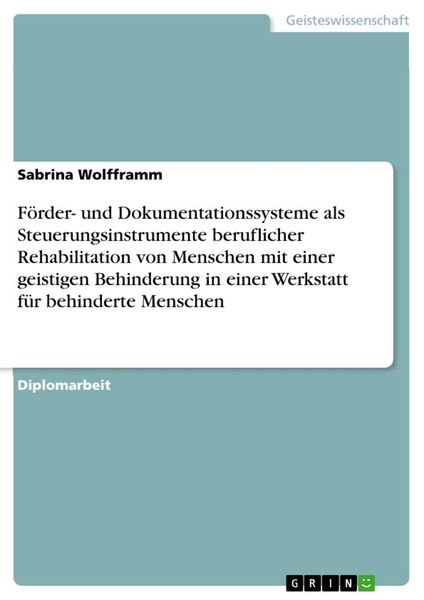 Geisteswissenschaft
Sabrina Wolfframm
Förder- und Dokumentationssysteme als
Steuerungsinstrumente beruflicher
Rehabilitation von Menschen mit einer
geistigen Behinderung in einer Werkstatt
für behinderte Menschen
Diplomarbeit
GRIN